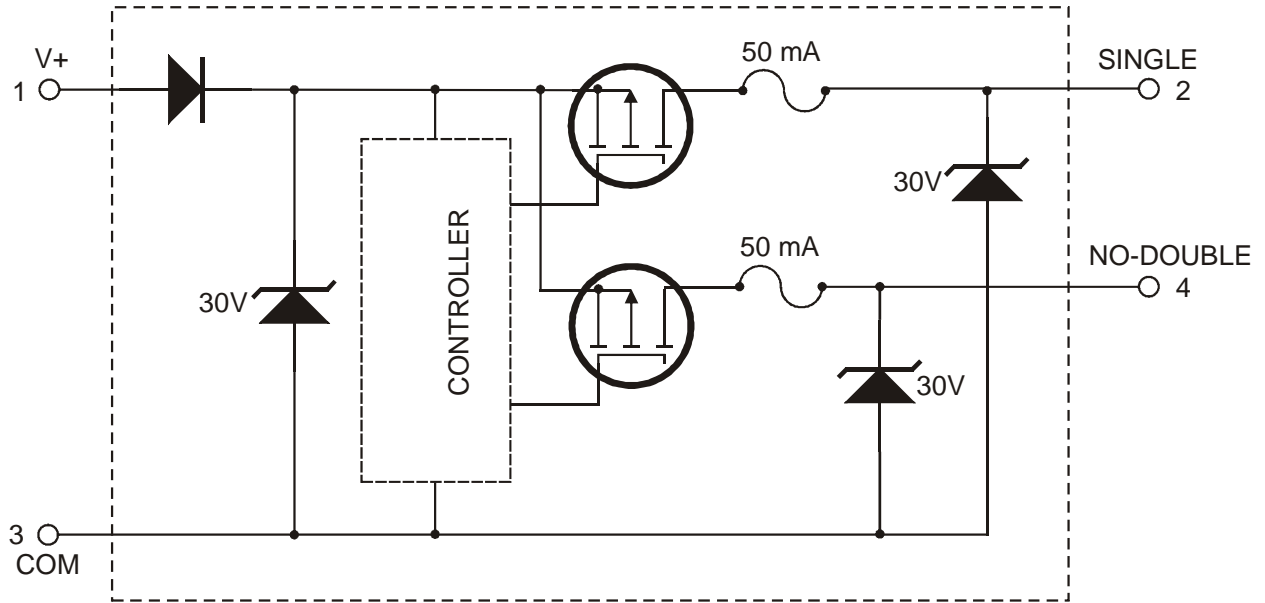 V+
1
50 mA
SINGLE
2
30V
CONTROLLER
50 mA
NO-DOUBLE
4
30V
30V
3
COM